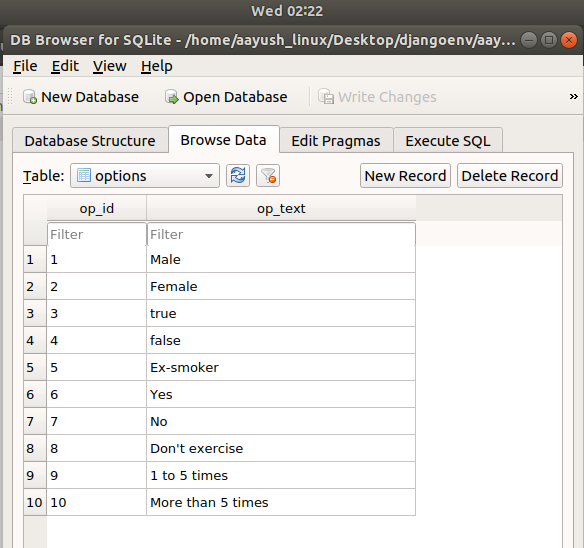 Wed 02:22
DB Browser for SQLite - /home/aayush_linux/Desktop/djangoenv/aay...
File Edit View Help
New Database Open Database Write Changes »
Database Structure Browse Data Edit Pragmas Execute SQL
Table: options New Record Delete Record
op_id op_text
Filter Filter
1 1 Male
2 2 Female
3 3 true
4 4 false
5 5 Ex-smoker
6 6 Yes
7 7 No
8 8 Don't exercise
9 9 1 to 5 times
10 10 More than 5 times